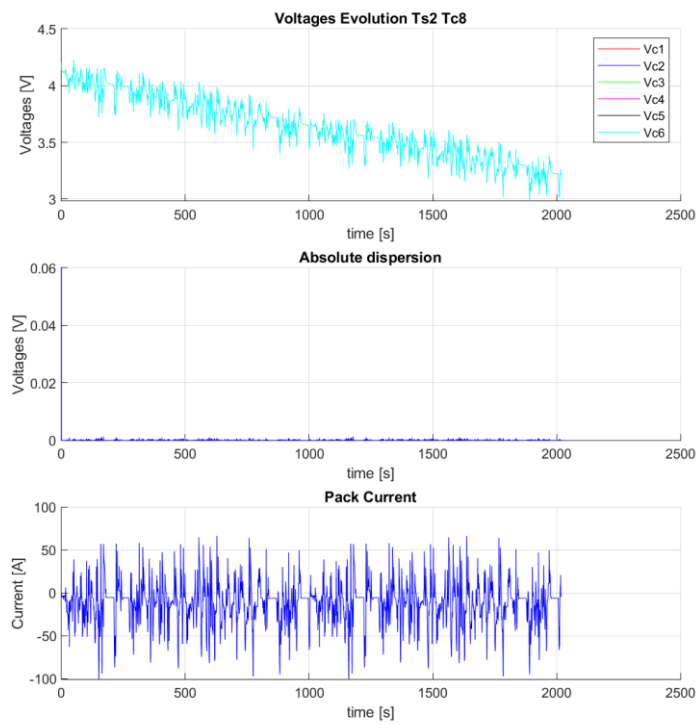 Voltages Evolution Ts2 Tc8
4.5
4
3.5
3
Voltages [V]
Vc1
Vc2
Vc3
Vc4
Vc5
Vc6
0 500 1000 1500 2000 2500
time [s]
Absolute dispersion
0.06
0.04
0.02
0
Voltages [V]
0 500 1000 1500 2000 2500
time [s]
Pack Current
100
50
0
-50
-100
Current [A]
0 500 1000 1500 2000 2500
time [s]